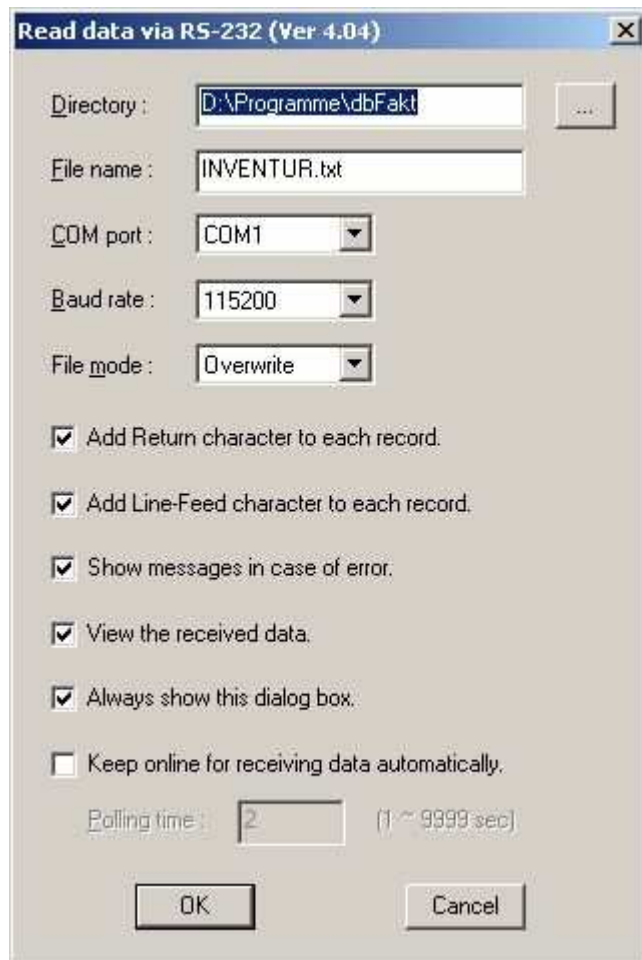 Read data via RS-232 (Ver 4.04)
Directory : D:\Programme\dbFakt ...
File name : INVENTUR.txt
COM port : COM1
Baud rate : 115200
File mode : Overwrite
Add Return character to each record.
Add Line-Feed character to each record.
Show messages in case of error.
View the received data.
Always show this dialog box.
Keep online for receiving data automatically.
Polling time : 2 (1 ~ 9999 sec)
OK Cancel